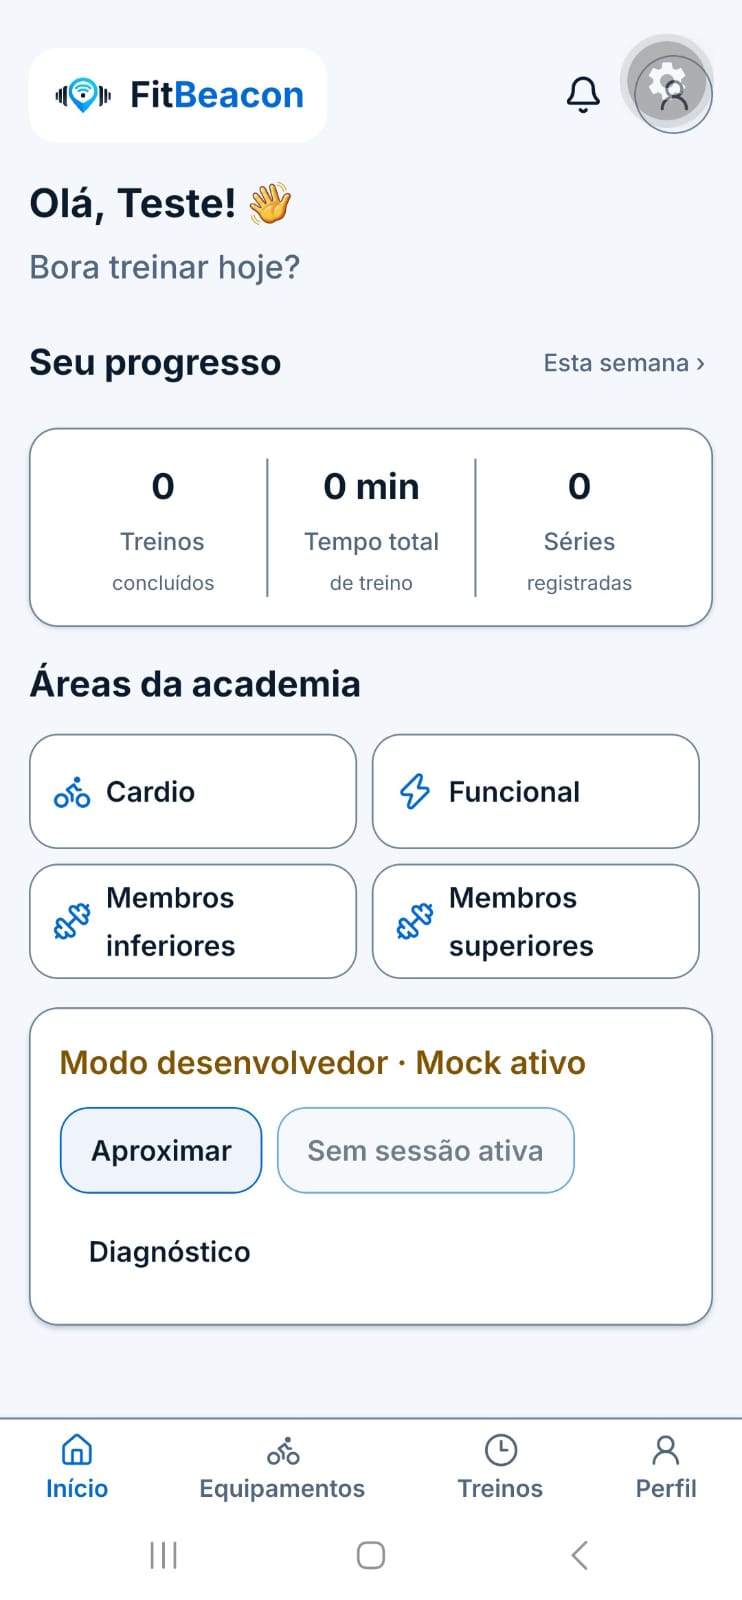 FitBeacon
Olá, Teste! 👋
Bora treinar hoje?
Seu progresso
Esta semana ›
0
0 min
0
Treinos
Tempo total
Séries
concluídos
de treino
registradas
Áreas da academia
Cardio
Funcional
Membros
inferiores
Membros
superiores
Modo desenvolvedor · Mock ativo
Aproximar
Sem sessão ativa
Diagnóstico
Início
Equipamentos
Treinos
Perfil